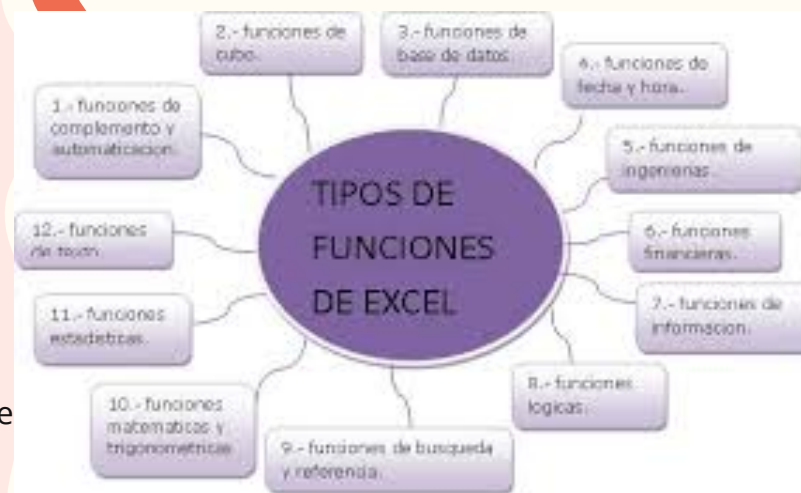 TIPOS DE
FUNCIONES
DE EXCEL
1.- funciones de
complemento y
automaticacion.
2.- funciones de
cubo.
3.- funciones de
base de datos.
4.- funciones de
fecha y hora.
5.- funciones de
ingenierias.
6.- funciones
financieras.
7.- funciones de
informacion.
8.- funciones
logicas.
9.- funciones de busqueda
y referencia.
10.- funciones
matematicas y
trigonometricas
11.- funciones
estadisticas.
12.- funciones
de texto.
e